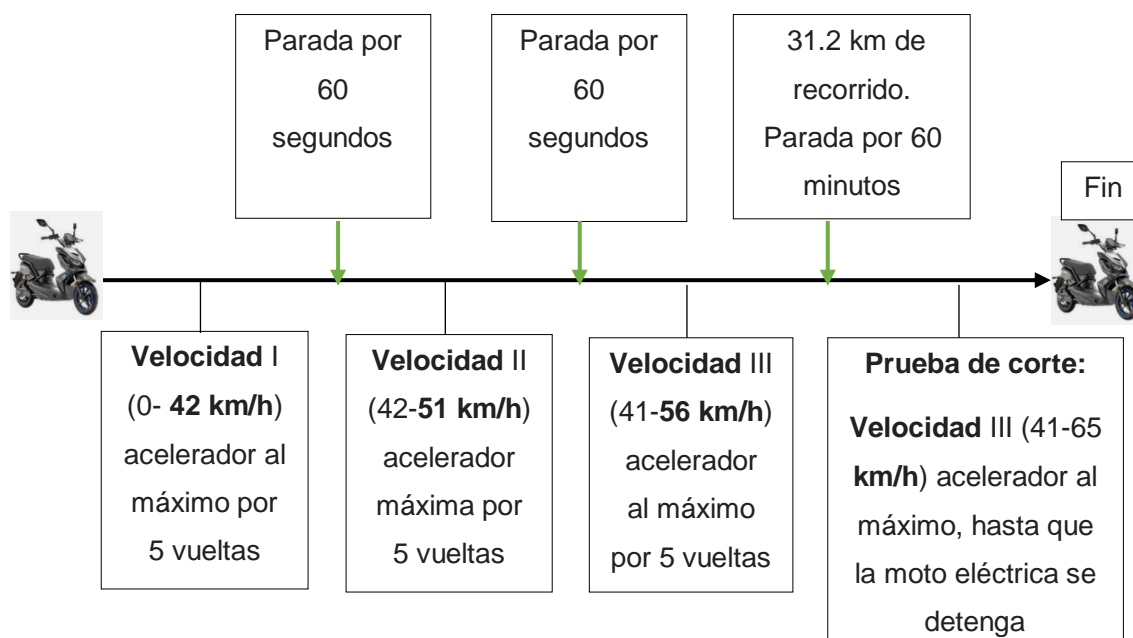 Parada por
60
segundos
Parada por
60
segundos
31.2 km de
recorrido.
Parada por 60
minutos
Fin
Velocidad I
(0- 42 km/h)
acelerador al
máximo por
5 vueltas
Velocidad II
(42-51 km/h)
acelerador
máxima por
5 vueltas
Velocidad III
(41-56 km/h)
acelerador
al máximo
por 5 vueltas
Prueba de corte:
Velocidad III (41-65
km/h) acelerador al
máximo, hasta que
la moto eléctrica se
detenga